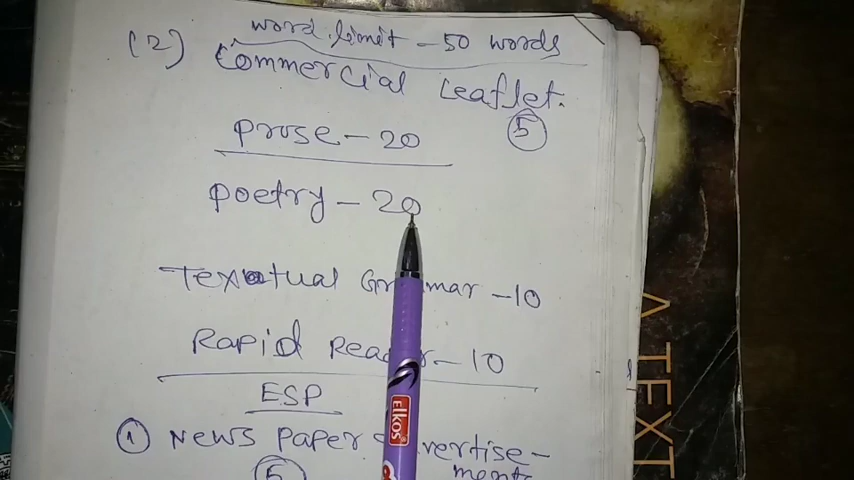 word limit - 50 words
(2) Commercial Leaflet.
5
Prose - 20
Poetry - 20
Textual Grammar - 10
Rapid Reader - 10
ESP
1 News Paper Advertise-
ments
5
Elkos
A TEXT